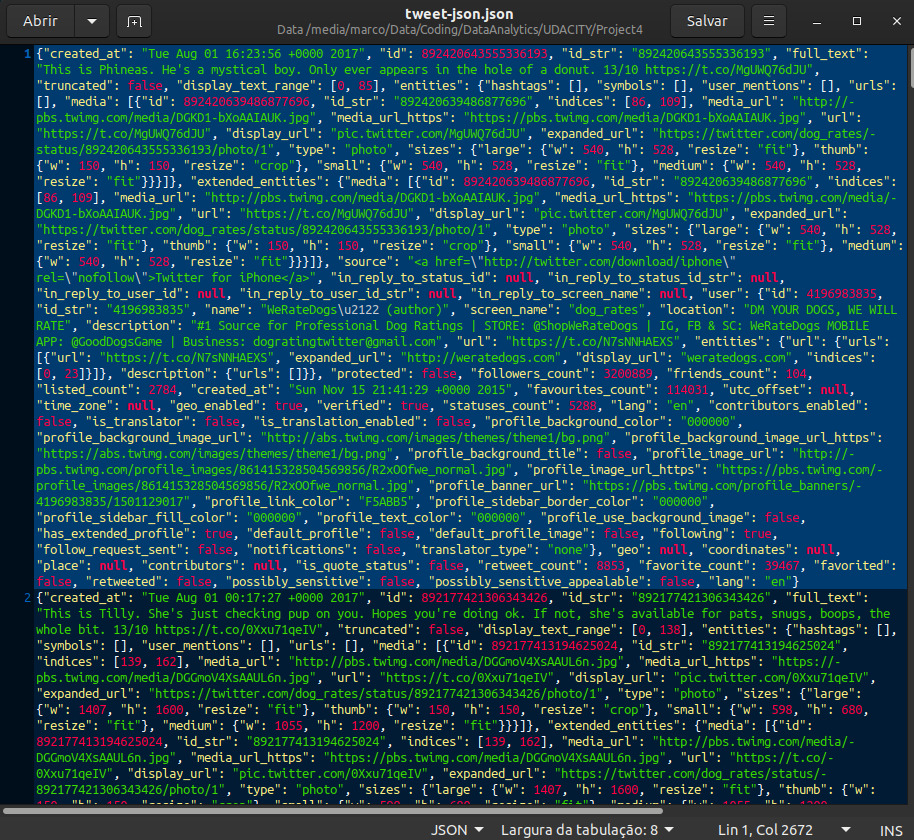 Abrir
tweet-json.json
Data /media/marco/Data/Coding/DataAnalytics/UDACITY/Project4
Salvar
1 {"created_at": "Tue Aug 01 16:23:56 +0000 2017", "id": 892420643555336193, "id_str": "892420643555336193", "full_text":
"This is Phineas. He's a mystical boy. Only ever appears in the hole of a donut. 13/10 https://t.co/MgUWQ76dJU",
"truncated": false, "display_text_range": [0, 85], "entities": {"hashtags": [], "symbols": [], "user_mentions": [], "urls":
[], "media": [{"id": 892420639486877696, "id_str": "892420639486877696", "indices": [86, 109], "media_url": "http://-
pbs.twimg.com/media/DGKD1-bXoAAIAUK.jpg", "media_url_https": "https://pbs.twimg.com/media/DGKD1-bXoAAIAUK.jpg", "url":
"https://t.co/MgUWQ76dJU", "display_url": "pic.twitter.com/MgUWQ76dJU", "expanded_url": "https://twitter.com/dog_rates/-
status/892420643555336193/photo/1", "type": "photo", "sizes": {"large": {"w": 540, "h": 528, "resize": "fit"}, "thumb":
{"w": 150, "h": 150, "resize": "crop"}, "small": {"w": 540, "h": 528, "resize": "fit"}, "medium": {"w": 540, "h": 528,
"resize": "fit"}}}]}, "extended_entities": {"media": [{"id": 892420639486877696, "id_str": "892420639486877696", "indices":
[86, 109], "media_url": "http://pbs.twimg.com/media/DGKD1-bXoAAIAUK.jpg", "media_url_https": "https://pbs.twimg.com/media/-
DGKD1-bXoAAIAUK.jpg", "url": "https://t.co/MgUWQ76dJU", "display_url": "pic.twitter.com/MgUWQ76dJU", "expanded_url":
"https://twitter.com/dog_rates/status/892420643555336193/photo/1", "type": "photo", "sizes": {"large": {"w": 540, "h": 528,
"resize": "fit"}, "thumb": {"w": 150, "h": 150, "resize": "crop"}, "small": {"w": 540, "h": 528, "resize": "fit"}, "medium":
{"w": 540, "h": 528, "resize": "fit"}}}]}, "source": "<a href=\"http://twitter.com/download/iphone\"
rel=\"nofollow\">Twitter for iPhone</a>", "in_reply_to_status_id": null, "in_reply_to_status_id_str": null,
"in_reply_to_user_id": null, "in_reply_to_user_id_str": null, "in_reply_to_screen_name": null, "user": {"id": 4196983835,
"id_str": "4196983835", "name": "WeRateDogs\u2122 (author)", "screen_name": "dog_rates", "location": "DM YOUR DOGS, WE WILL
RATE", "description": "#1 Source for Professional Dog Ratings | STORE: @ShopWeRateDogs | IG, FB & SC: WeRateDogs MOBILE
APP: @GoodDogsGame | Business: dogratingtwitter@gmail.com", "url": "https://t.co/N7sNNHAEXS", "entities": {"url": {"urls":
[{"url": "https://t.co/N7sNNHAEXS", "expanded_url": "http://weratedogs.com", "display_url": "weratedogs.com", "indices":
[0, 23]}]}, "description": {"urls": []}}, "protected": false, "followers_count": 3200889, "friends_count": 104,
"listed_count": 2784, "created_at": "Sun Nov 15 21:41:29 +0000 2015", "favourites_count": 114031, "utc_offset": null,
"time_zone": null, "geo_enabled": true, "verified": true, "statuses_count": 5288, "lang": "en", "contributors_enabled":
false, "is_translator": false, "is_translation_enabled": false, "profile_background_color": "000000",
"profile_background_image_url": "http://abs.twimg.com/images/themes/theme1/bg.png", "profile_background_image_url_https":
"https://abs.twimg.com/images/themes/theme1/bg.png", "profile_background_tile": false, "profile_image_url": "http://-
pbs.twimg.com/profile_images/861415328504569856/R2xOOfwe_normal.jpg", "profile_image_url_https": "https://pbs.twimg.com/-
profile_images/861415328504569856/R2xOOfwe_normal.jpg", "profile_banner_url": "https://pbs.twimg.com/profile_banners/-
4196983835/1501129017", "profile_link_color": "F5ABB5", "profile_sidebar_border_color": "000000",
"profile_sidebar_fill_color": "000000", "profile_text_color": "000000", "profile_use_background_image": false,
"has_extended_profile": true, "default_profile": false, "default_profile_image": false, "following": true,
"follow_request_sent": false, "notifications": false, "translator_type": "none"}, "geo": null, "coordinates": null,
"place": null, "contributors": null, "is_quote_status": false, "retweet_count": 8853, "favorite_count": 39467, "favorited":
false, "retweeted": false, "possibly_sensitive": false, "possibly_sensitive_appealable": false, "lang": "en"}
2 {"created_at": "Tue Aug 01 00:17:27 +0000 2017", "id": 892177421306343426, "id_str": "892177421306343426", "full_text":
"This is Tilly. She's just checking pup on you. Hopes you're doing ok. If not, she's available for pats, snugs, boops, the
whole bit. 13/10 https://t.co/0Xxu71qeIV", "truncated": false, "display_text_range": [0, 138], "entities": {"hashtags": [],
"symbols": [], "user_mentions": [], "urls": [], "media": [{"id": 892177413194625024, "id_str": "892177413194625024",
"indices": [139, 162], "media_url": "http://pbs.twimg.com/media/DGGmoV4XsAAUL6n.jpg", "media_url_https": "https://-
pbs.twimg.com/media/DGGmoV4XsAAUL6n.jpg", "url": "https://t.co/0Xxu71qeIV", "display_url": "pic.twitter.com/0Xxu71qeIV",
"expanded_url": "https://twitter.com/dog_rates/status/892177421306343426/photo/1", "type": "photo", "sizes": {"large":
{"w": 1407, "h": 1600, "resize": "fit"}, "thumb": {"w": 150, "h": 150, "resize": "crop"}, "small": {"w": 598, "h": 680,
"resize": "fit"}, "medium": {"w": 1055, "h": 1200, "resize": "fit"}}}]}, "extended_entities": {"media": [{"id":
892177413194625024, "id_str": "892177413194625024", "indices": [139, 162], "media_url": "http://pbs.twimg.com/media/-
DGGmoV4XsAAUL6n.jpg", "media_url_https": "https://pbs.twimg.com/media/DGGmoV4XsAAUL6n.jpg", "url": "https://t.co/-
0Xxu71qeIV", "display_url": "pic.twitter.com/0Xxu71qeIV", "expanded_url": "https://twitter.com/dog_rates/status/-
892177421306343426/photo/1", "type": "photo", "sizes": {"large": {"w": 1407, "h": 1600, "resize": "fit"}, "thumb": {"w":
150, "h": 150, "resize": "crop"}, "small": {"w": 598, "h": 680, "resize": "fit"}, "medium": {"w": 1055, "h": 1200,
JSON
Largura da tabulação: 8
Lin 1, Col 2672
INS